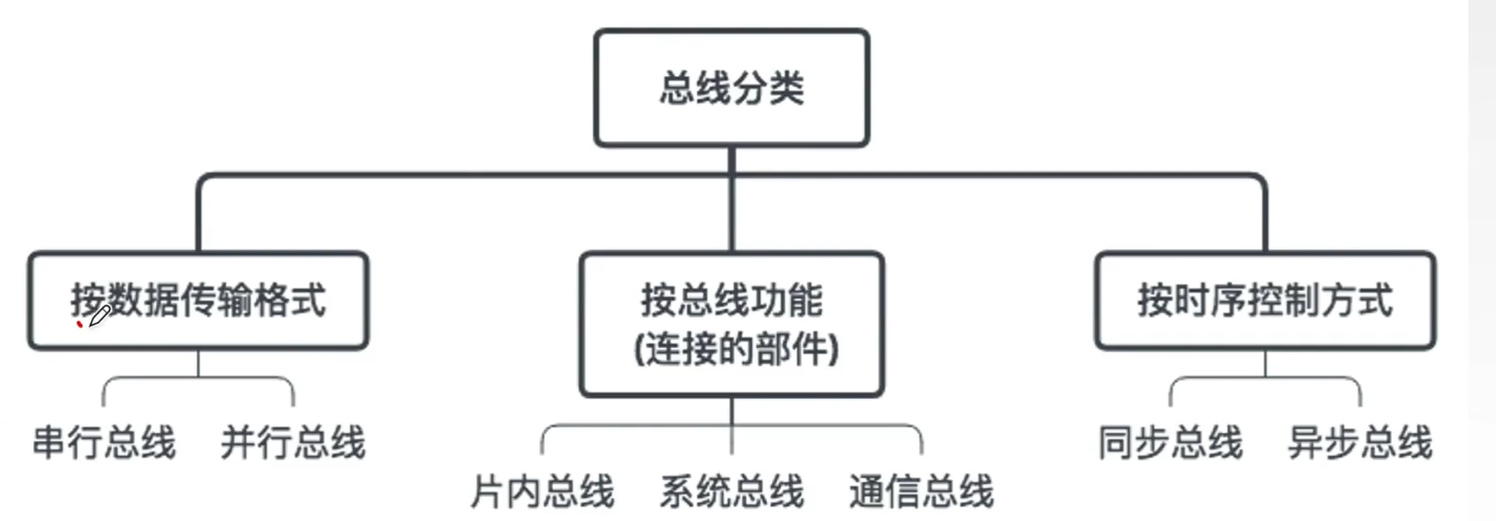 总线分类
按数据传输格式
按总线功能
(连接的部件)
按时序控制方式
串行总线
并行总线
同步总线
异步总线
片内总线
系统总线
通信总线